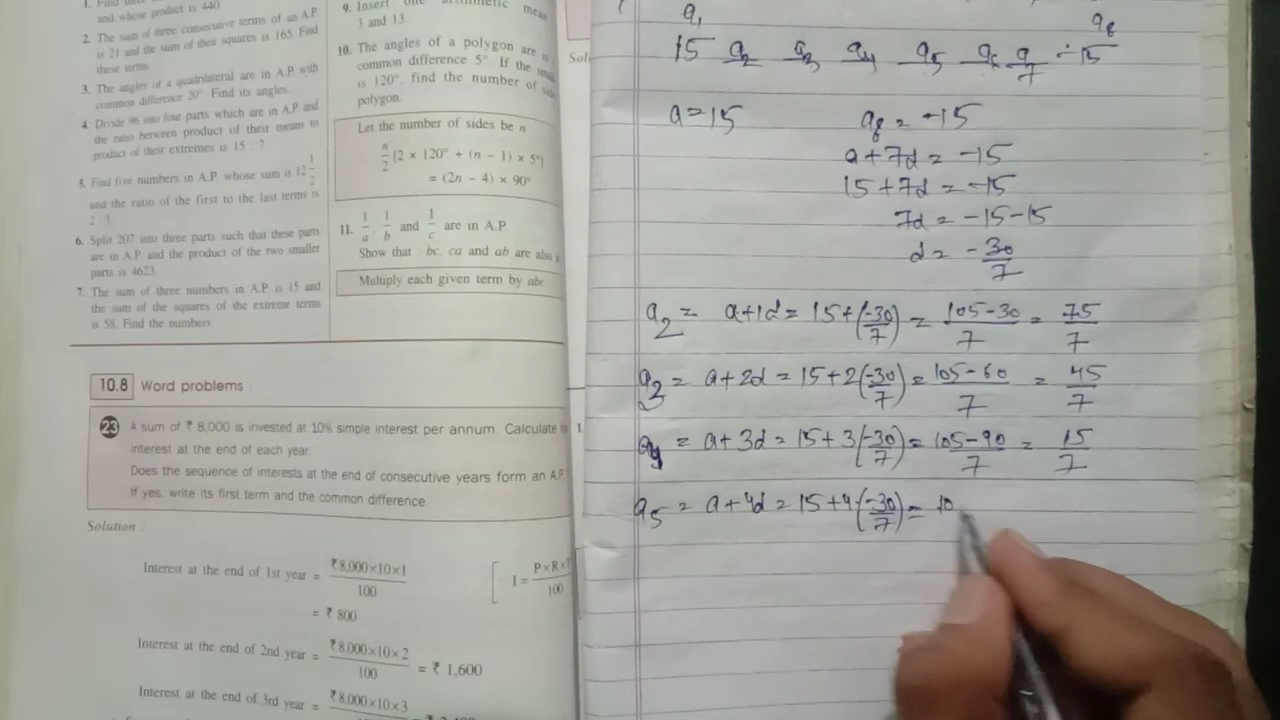 1. Find
and whose product is 440.
2. The sum of three consecutive terms of an A.P.
is 21 and the sum of their squares is 165. Find
these terms.
3. The angles of a quadrilateral are in A.P. with
common difference 20°. Find its angles.
4. Divide 96 into four parts which are in A.P. and
the ratio between product of their means to
product of their extremes is 15 : 7
5. Find five numbers in A.P. whose sum is 12 1/2
and the ratio of the first to the last terms is
2 : 3.
6. Split 207 into three parts such that these parts
are in A.P. and the product of the two smaller
parts is 4623.
7. The sum of three numbers in A.P. is 15 and
the sum of the squares of the extreme terms
is 58. Find the numbers.
9. Insert one arithmetic mean
3 and 13.
10. The angles of a polygon are in
common difference 5°. If the
is 120°, find the number of
polygon.
Let the number of sides be n
n/2 [2 × 120° + (n − 1) × 5°]
= (2n − 4) × 90°
11. 1/a, 1/b and 1/c are in A.P.
Show that : bc, ca and ab are also
Multiply each given term by abc
10.8 Word problems
23 A sum of ₹ 8,000 is invested at 10% simple interest per annum. Calculate
interest at the end of each year.
Does the sequence of interests at the end of consecutive years form an A.P.
If yes, write its first term and the common difference.
Solution :
Interest at the end of 1st year = ₹ 8,000×10×1/100 [ I = P×R×T/100
= ₹ 800
Interest at the end of 2nd year = ₹ 8,000×10×2/100 = ₹ 1,600
Interest at the end of 3rd year = ₹ 8,000×10×3
Sol
a1 a8
15 a2 a3 a4 a5 a6 a7 -15
a = 15 a8 = -15
a + 7d = -15
15 + 7d = -15
7d = -15-15
d = -30/7
a2 = a+1d = 15+(-30/7) = 105-30/7 = 75/7
a3 = a+2d = 15+2(-30/7) = 105-60/7 = 45/7
a4 = a+3d = 15+3(-30/7) = 105-90/7 = 15/7
a5 = a+4d = 15+4(-30/7) = 10